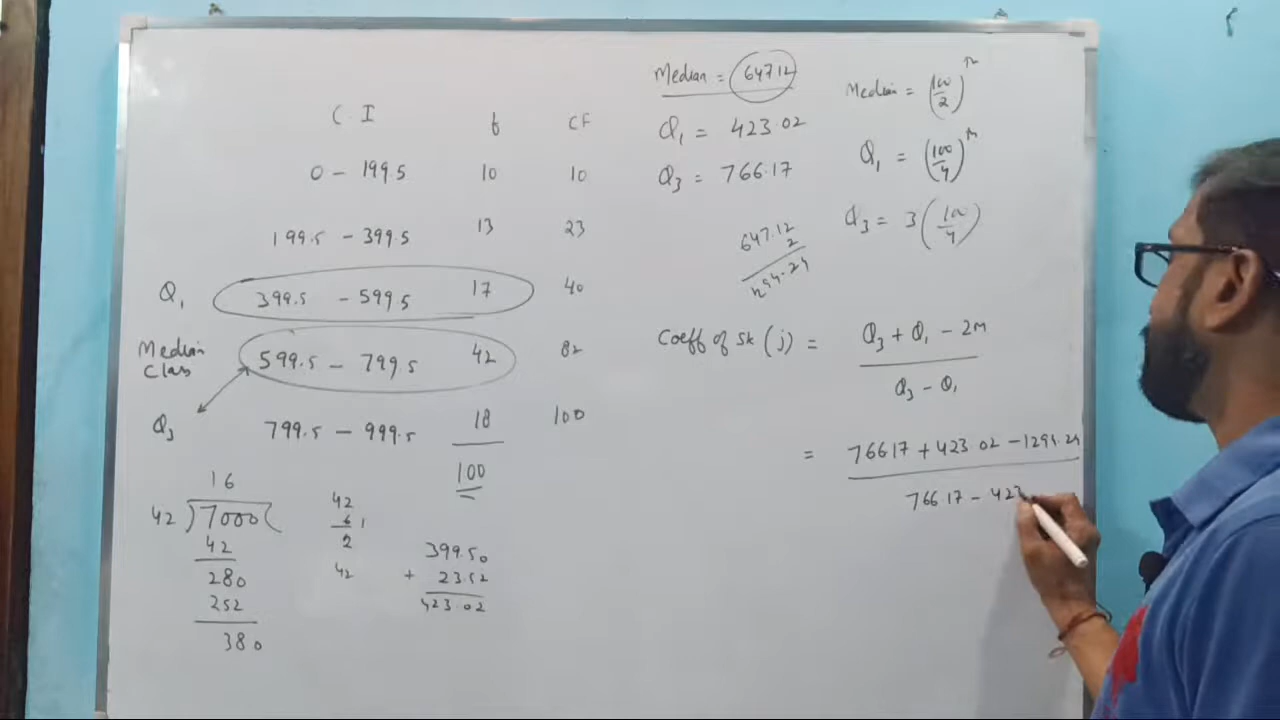 C.I f CF
0 - 199.5 10 10
199.5 - 399.5 13 23
Q1 399.5 - 599.5 17 40
Median Class 599.5 - 799.5 42 82
Q3 799.5 - 999.5 18 100
100
16
42 ) 7000 (
42
280
252
380
42
6 1
2
42
399.50
+ 23.52
423.02
Median = 647.12
Q1 = 423.02
Q3 = 766.17
647.12
2
1294.24
Median = (100/2)th
Q1 = (100/4)th
Q3 = 3(100/4)
Coeff of Sk (j) = Q3 + Q1 - 2M
Q3 - Q1
= 766.17 + 423.02 - 1294.24
766.17 - 423